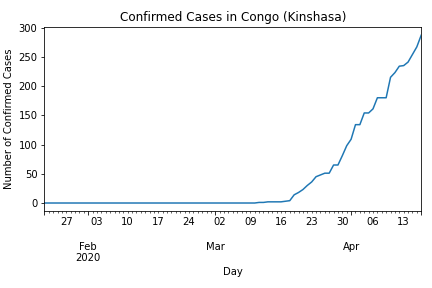 Confirmed Cases in Congo (Kinshasa)
Number of Confirmed Cases
300
250
200
150
100
50
0
27 03 10 17 24 02 09 16 23 30 06 13
Feb Mar Apr
2020
Day